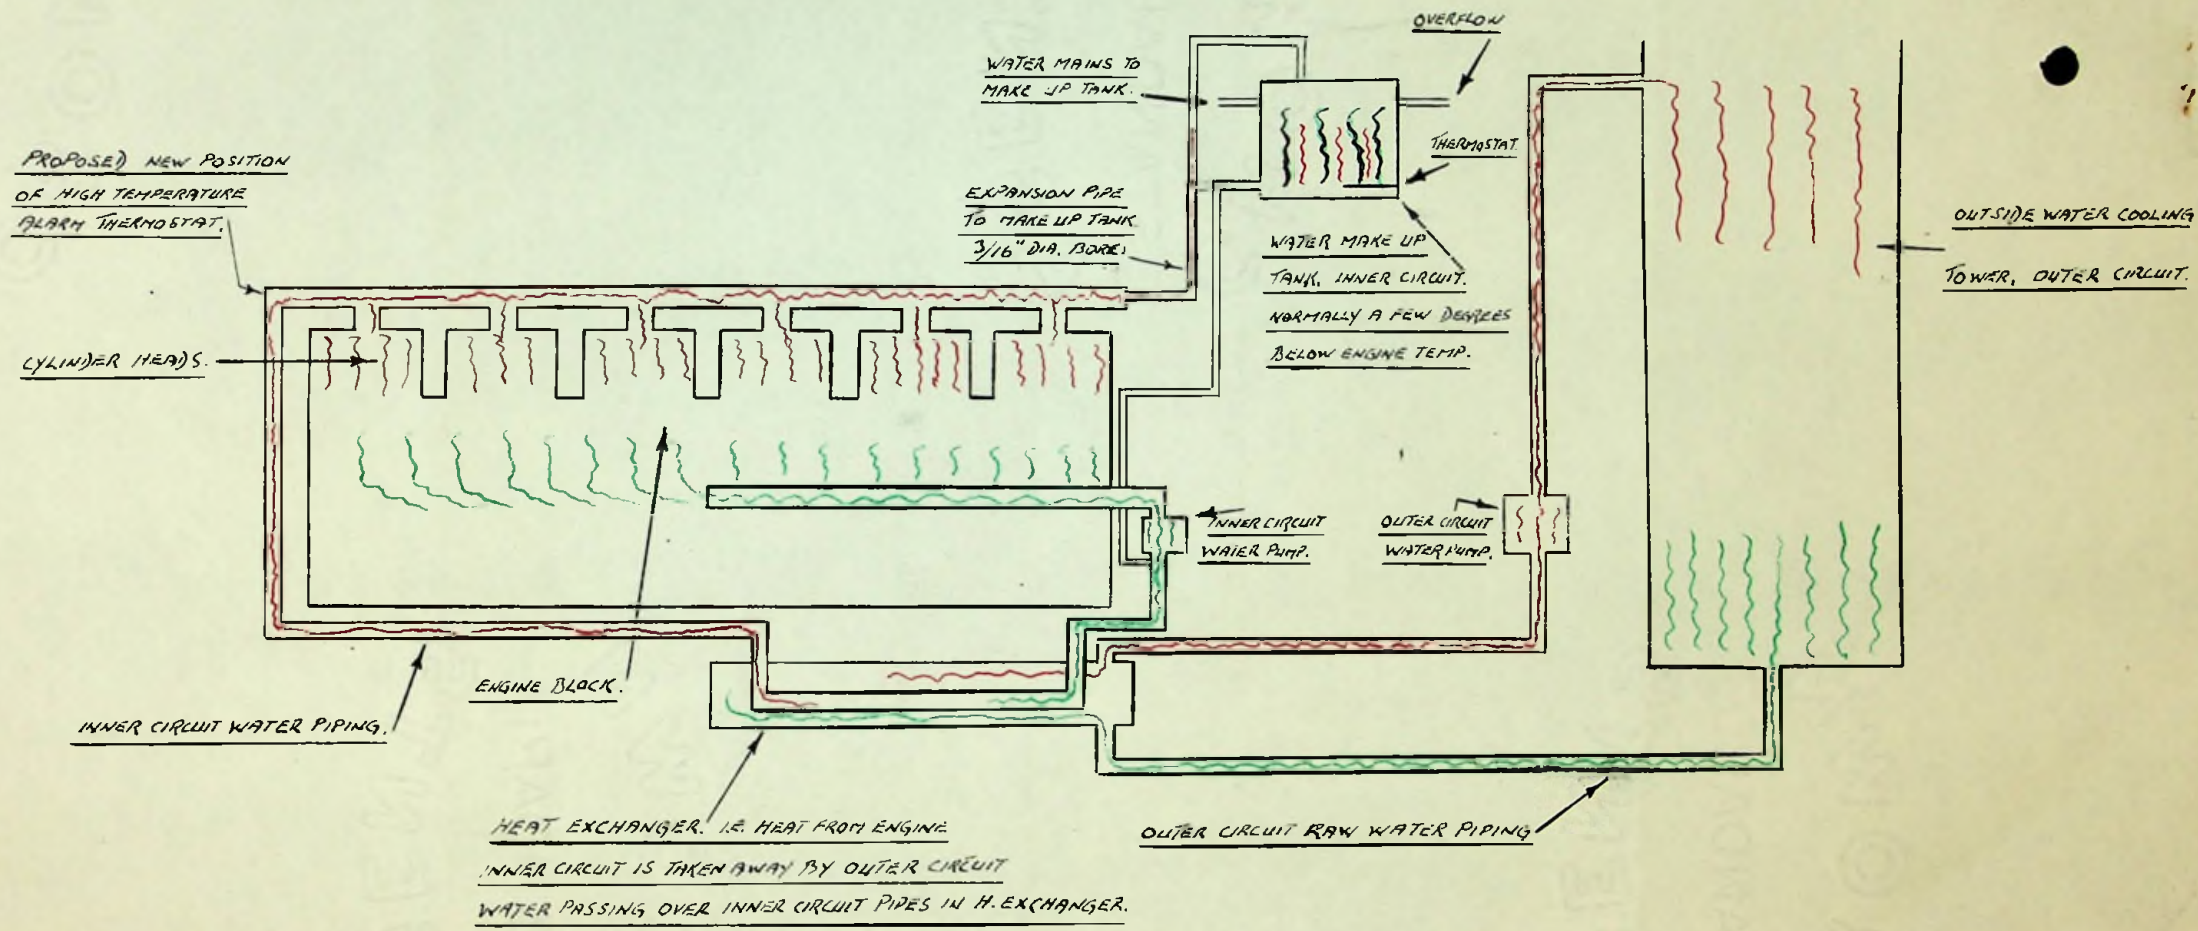 OVERFLOW
WATER MAINS TO
MAKE UP TANK.
THERMOSTAT
PROPOSED NEW POSITION
OF HIGH TEMPERATURE
ALARM THERMOSTAT.
EXPANSION PIPE
TO MAKE UP TANK
3/16" DIA. BORE.
WATER MAKE UP
TANK. INNER CIRCUIT.
NORMALLY A FEW DEGREES
BELOW ENGINE TEMP.
OUTSIDE WATER COOLING
TOWER. OUTER CIRCUIT.
CYLINDER HEADS.
INNER CIRCUIT
WATER PUMP.
OUTER CIRCUIT
WATER PUMP.
ENGINE BLOCK.
INNER CIRCUIT WATER PIPING.
HEAT EXCHANGER. I.E. HEAT FROM ENGINE
INNER CIRCUIT IS TAKEN AWAY BY OUTER CIRCUIT
WATER PASSING OVER INNER CIRCUIT PIPES IN H. EXCHANGER.
OUTER CIRCUIT RAW WATER PIPING